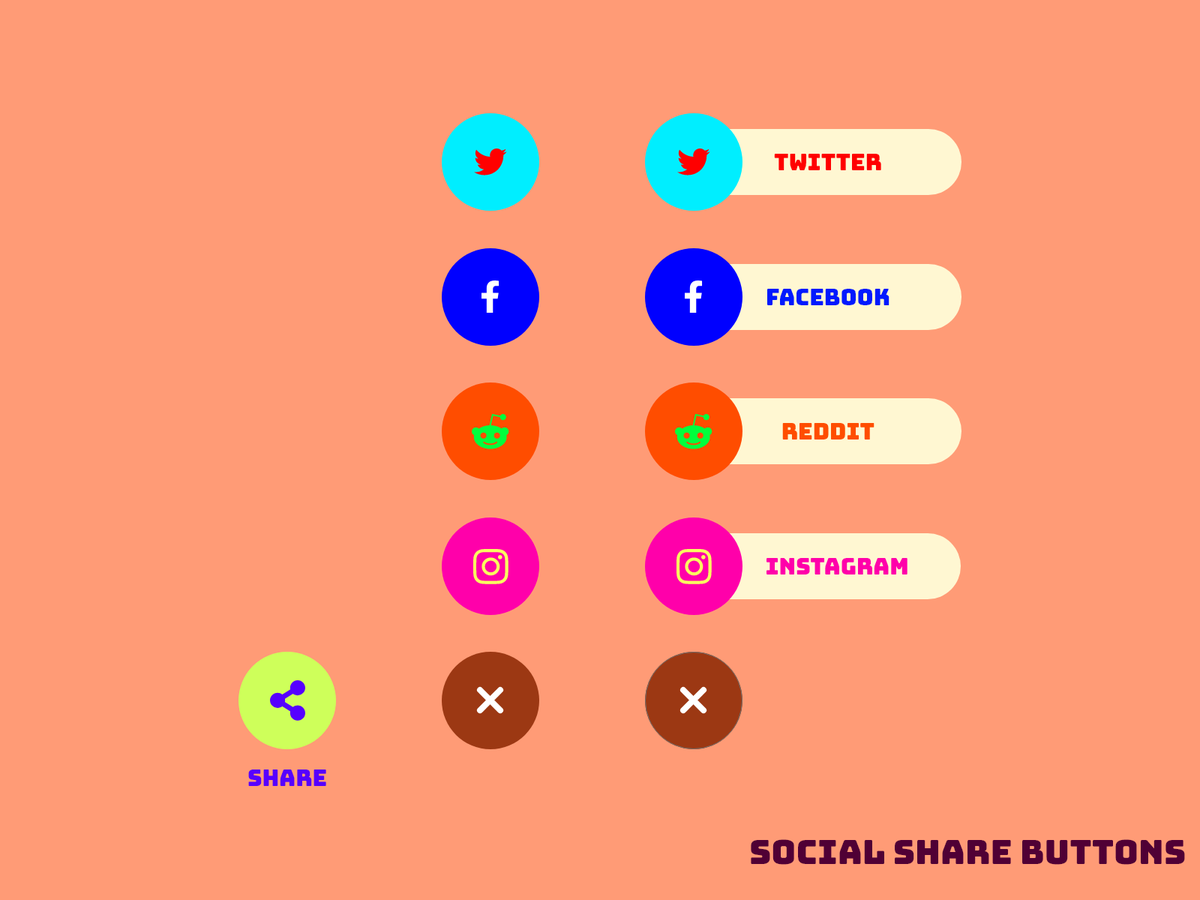 TWITTER
FACEBOOK
REDDIT
INSTAGRAM
SHARE
SOCIAL SHARE BUTTONS